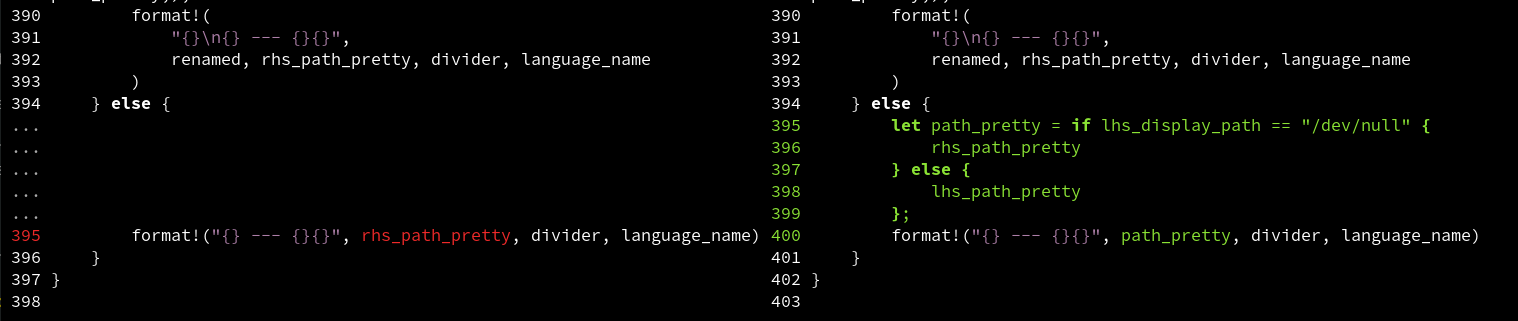 390         format!(                                                        390         format!(
391             "{}\n{} --- {}{}",                                          391             "{}\n{} --- {}{}",
392             renamed, rhs_path_pretty, divider, language_name            392             renamed, rhs_path_pretty, divider, language_name
393         )                                                               393         )
394     } else {                                                            394     } else {
...                                                                         395         let path_pretty = if lhs_display_path == "/dev/null" {
...                                                                         396             rhs_path_pretty
...                                                                         397         } else {
...                                                                         398             lhs_path_pretty
...                                                                         399         };
395         format!("{} --- {}{}", rhs_path_pretty, divider, language_name) 400         format!("{} --- {}{}", path_pretty, divider, language_name)
396     }                                                                   401     }
397 }                                                                       402 }
398                                                                         403